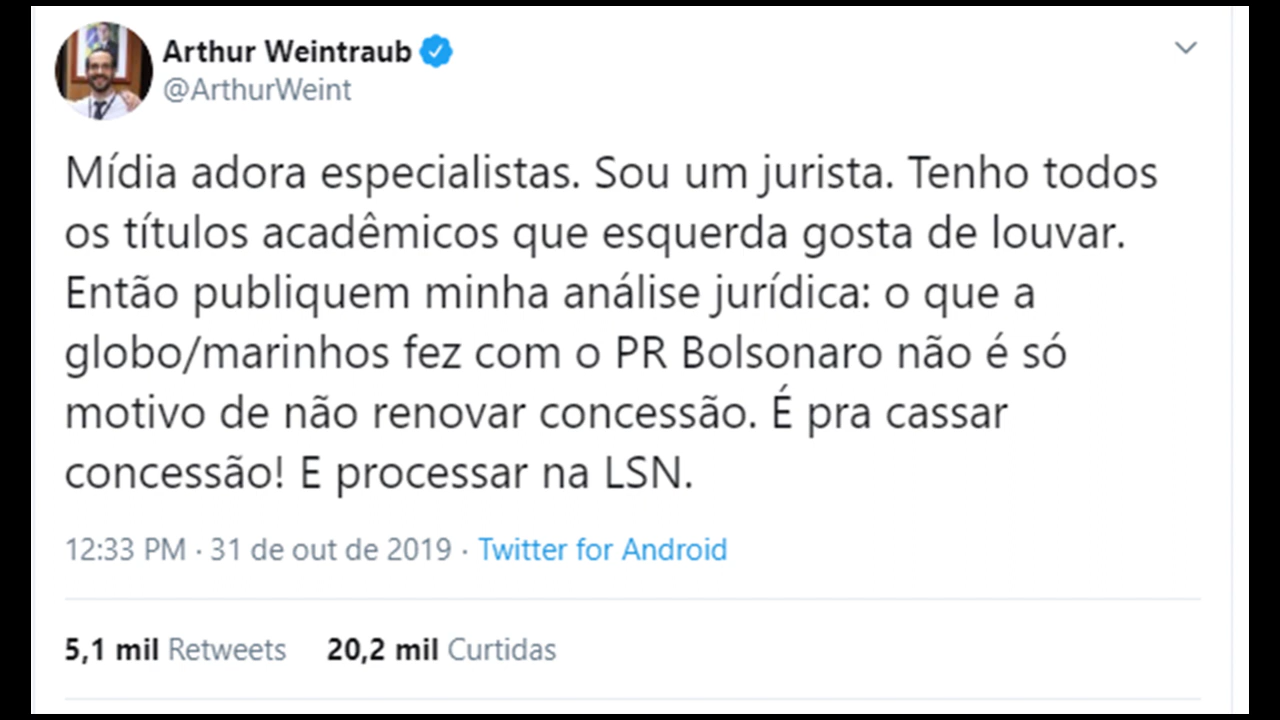 Arthur Weintraub
@ArthurWeint
Mídia adora especialistas. Sou um jurista. Tenho todos
os títulos acadêmicos que esquerda gosta de louvar.
Então publiquem minha análise jurídica: o que a
globo/marinhos fez com o PR Bolsonaro não é só
motivo de não renovar concessão. É pra cassar
concessão! E processar na LSN.
12:33 PM · 31 de out de 2019 · Twitter for Android
5,1 mil Retweets 20,2 mil Curtidas